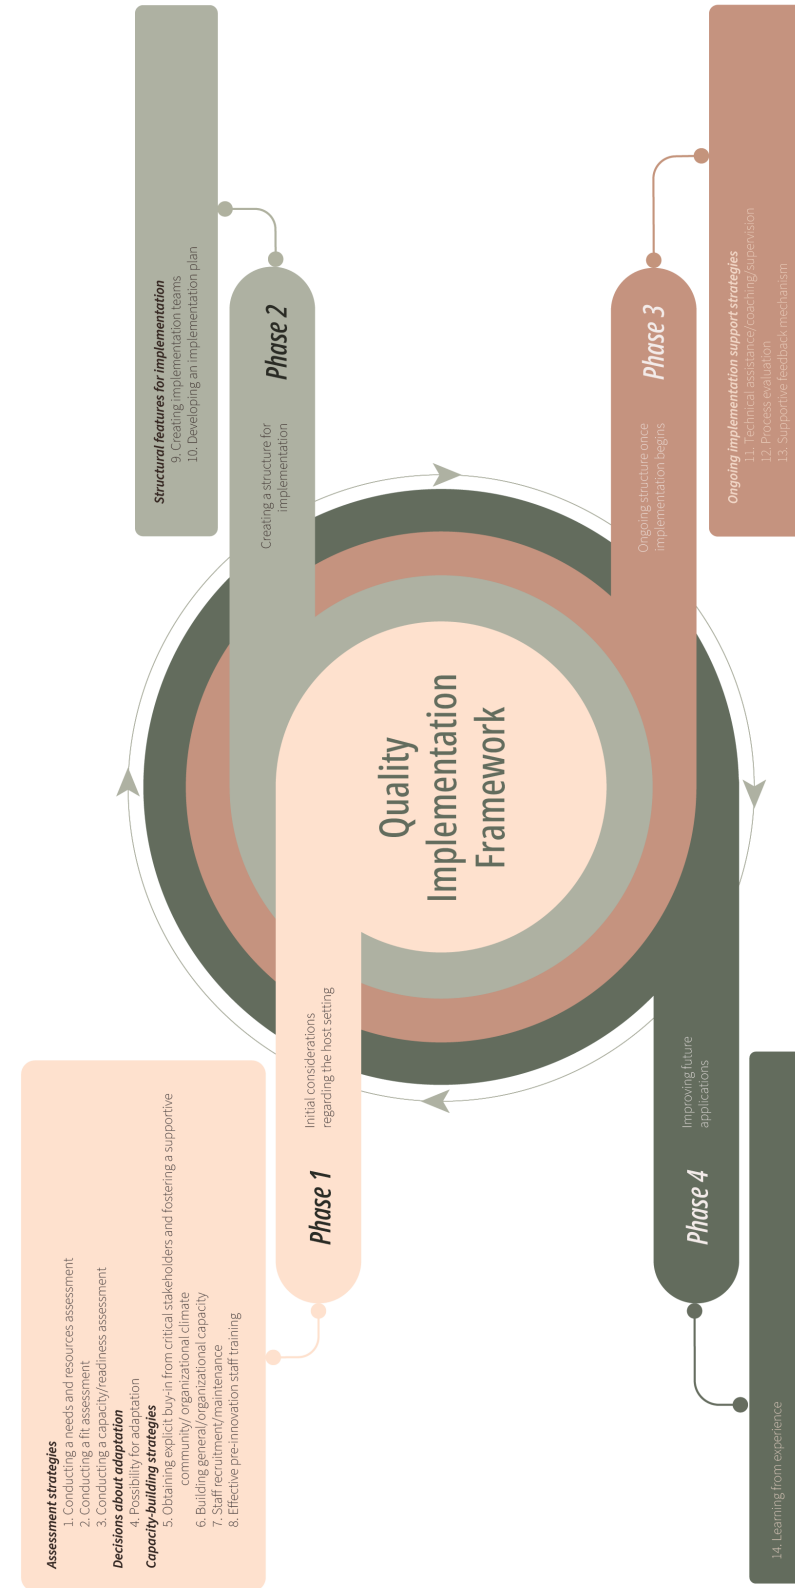 Assessment strategies
1. Conducting a needs and resources assessment
2. Conducting a fit assessment
3. Conducting a capacity/readiness assessment
Decisions about adaptation
4. Possibility for adaptation
Capacity-building strategies
5. Obtaining explicit buy-in from critical stakeholders and fostering a supportive
community/ organizational climate
6. Building general/organizational capacity
7. Staff recruitment/maintenance
8. Effective pre-innovation staff training
Phase 1
Initial considerations
regarding the host setting
Structural features for implementation
9. Creating implementation teams
10. Developing an implementation plan
Creating a structure for
implementation
Phase 2
Quality
Implementation
Framework
Phase 4
Improving future
applications
14. Learning from experience
Ongoing structure once
implementation begins
Phase 3
Ongoing implementation support strategies
11. Technical assistance/coaching/supervision
12. Process evaluation
13. Supportive feedback mechanism